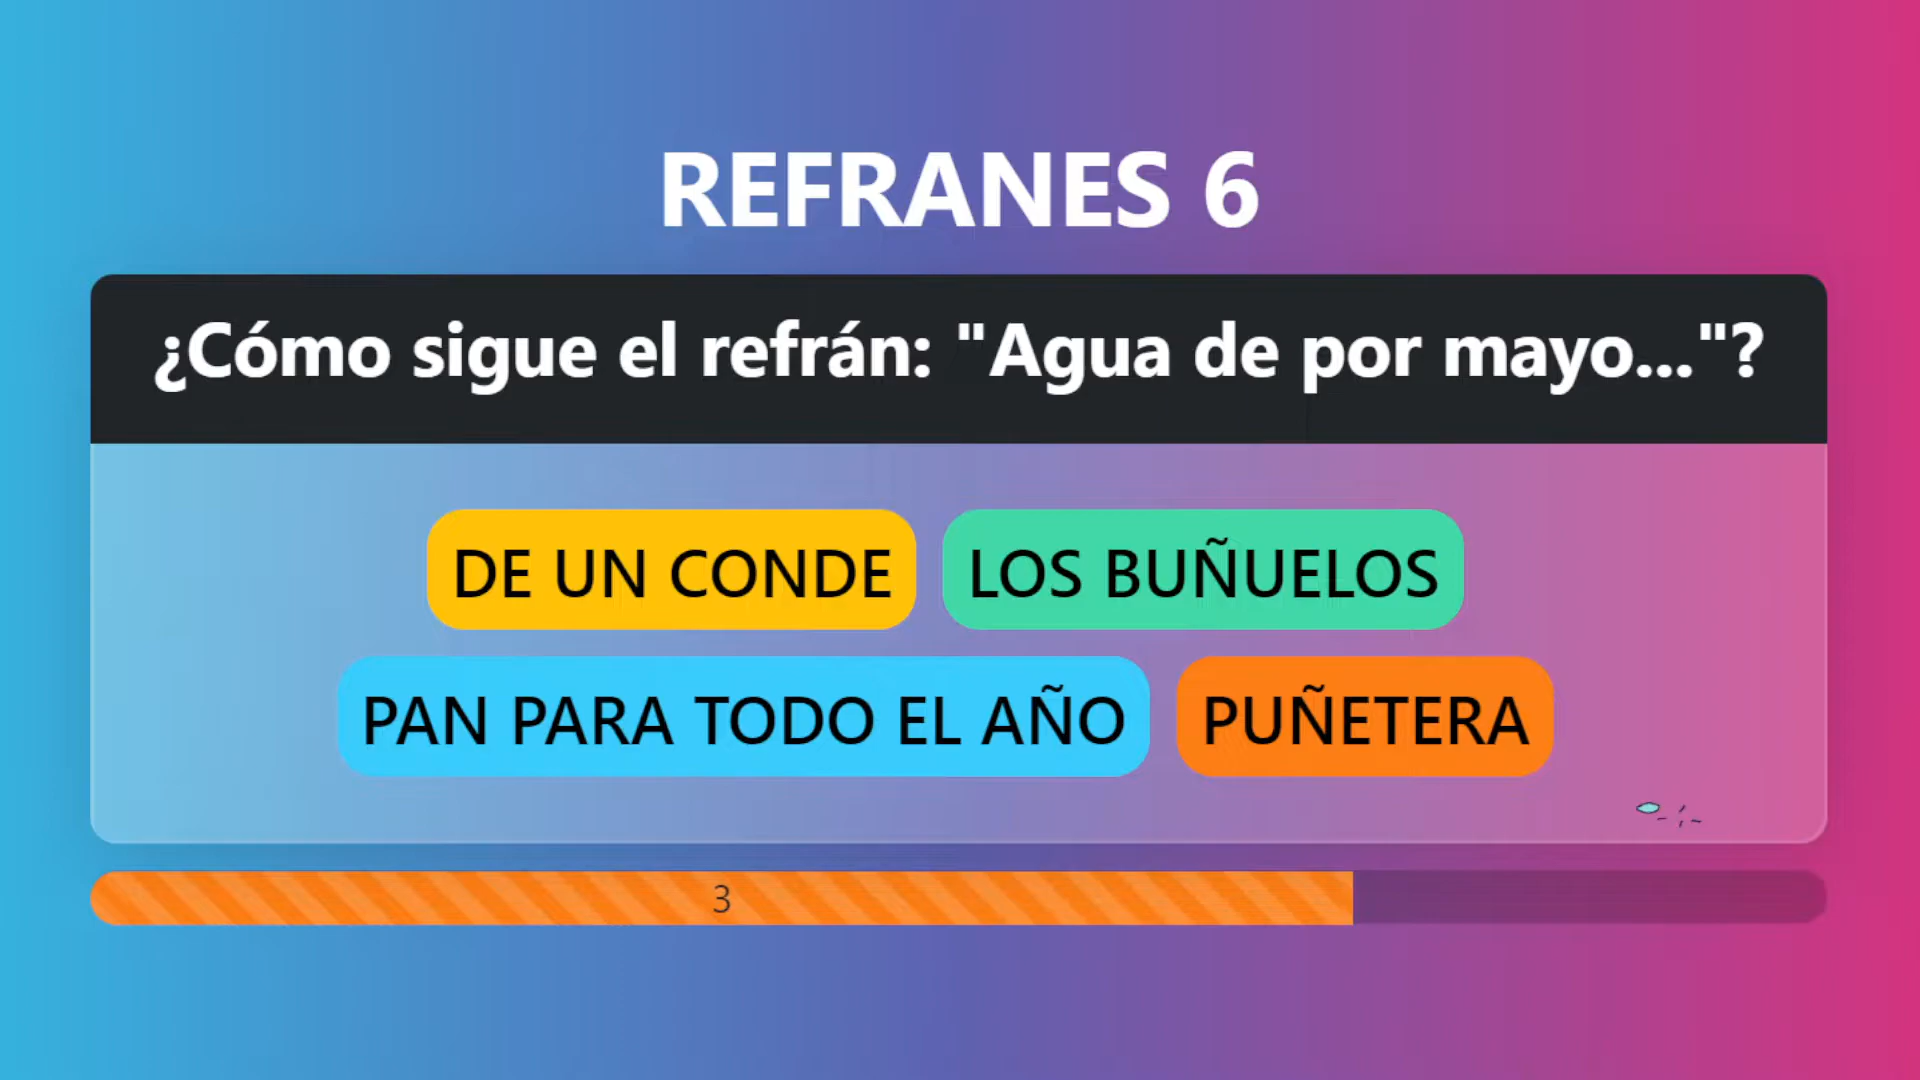 REFRANES 6
¿Cómo sigue el refrán: "Agua de por mayo..."?
DE UN CONDE
LOS BUÑUELOS
PAN PARA TODO EL AÑO
PUÑETERA
3